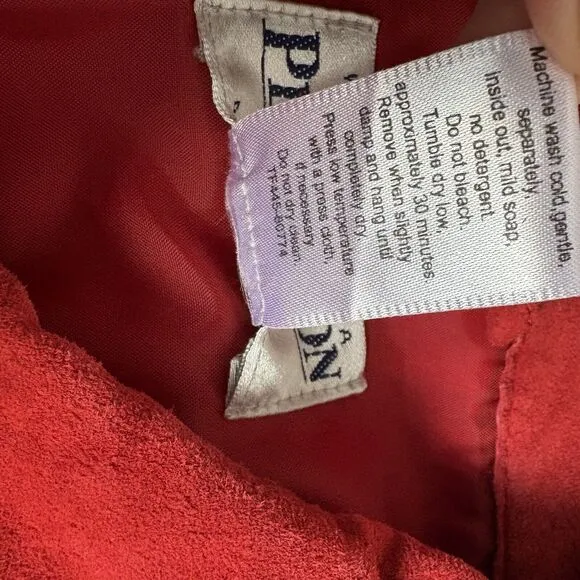 Machine wash cold gentle,
separately,
Inside out, mild soap,
no detergent.
Do not bleach.
Tumble dry low,
approximately 30 minutes
Remove when slightly
damp and hang until
completely dry,
Press low temperature
with a press cloth,
if necessary
Do not dry clean